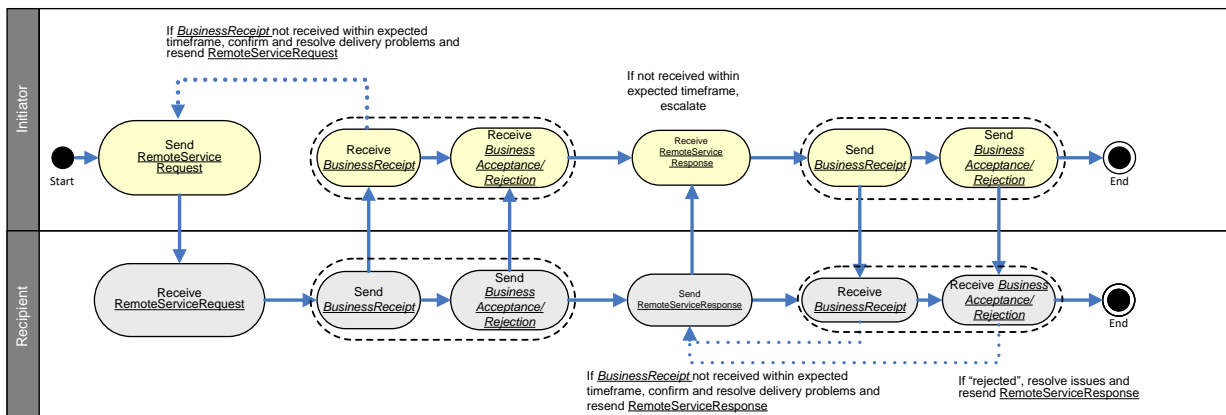 Initiator
If BusinessReceipt not received within expected
timeframe, confirm and resolve delivery problems and
resend RemoteServiceRequest
If not received within
expected timeframe,
escalate
Start
Send
RemoteService
Request
Receive
BusinessReceipt
Receive
Business
Acceptance/
Rejection
Receive
RemoteService
Response
Send
BusinessReceipt
Send
Business
Acceptance/
Rejection
End
Recipient
Receive
RemoteServiceRequest
Send
BusinessReceipt
Send
Business
Acceptance/
Rejection
Send
RemoteServiceResponse
Receive
BusinessReceipt
Receive Business
Acceptance/
Rejection
End
If BusinessReceipt not received within expected
timeframe, confirm and resolve delivery problems and
resend RemoteServiceResponse
If “rejected”, resolve issues and
resend RemoteServiceResponse